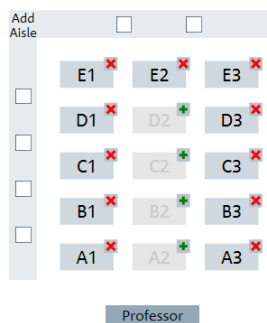 Add
Aisle
E1 E2 E3
D1 D2 D3
C1 C2 C3
B1 B2 B3
A1 A2 A3
Professor